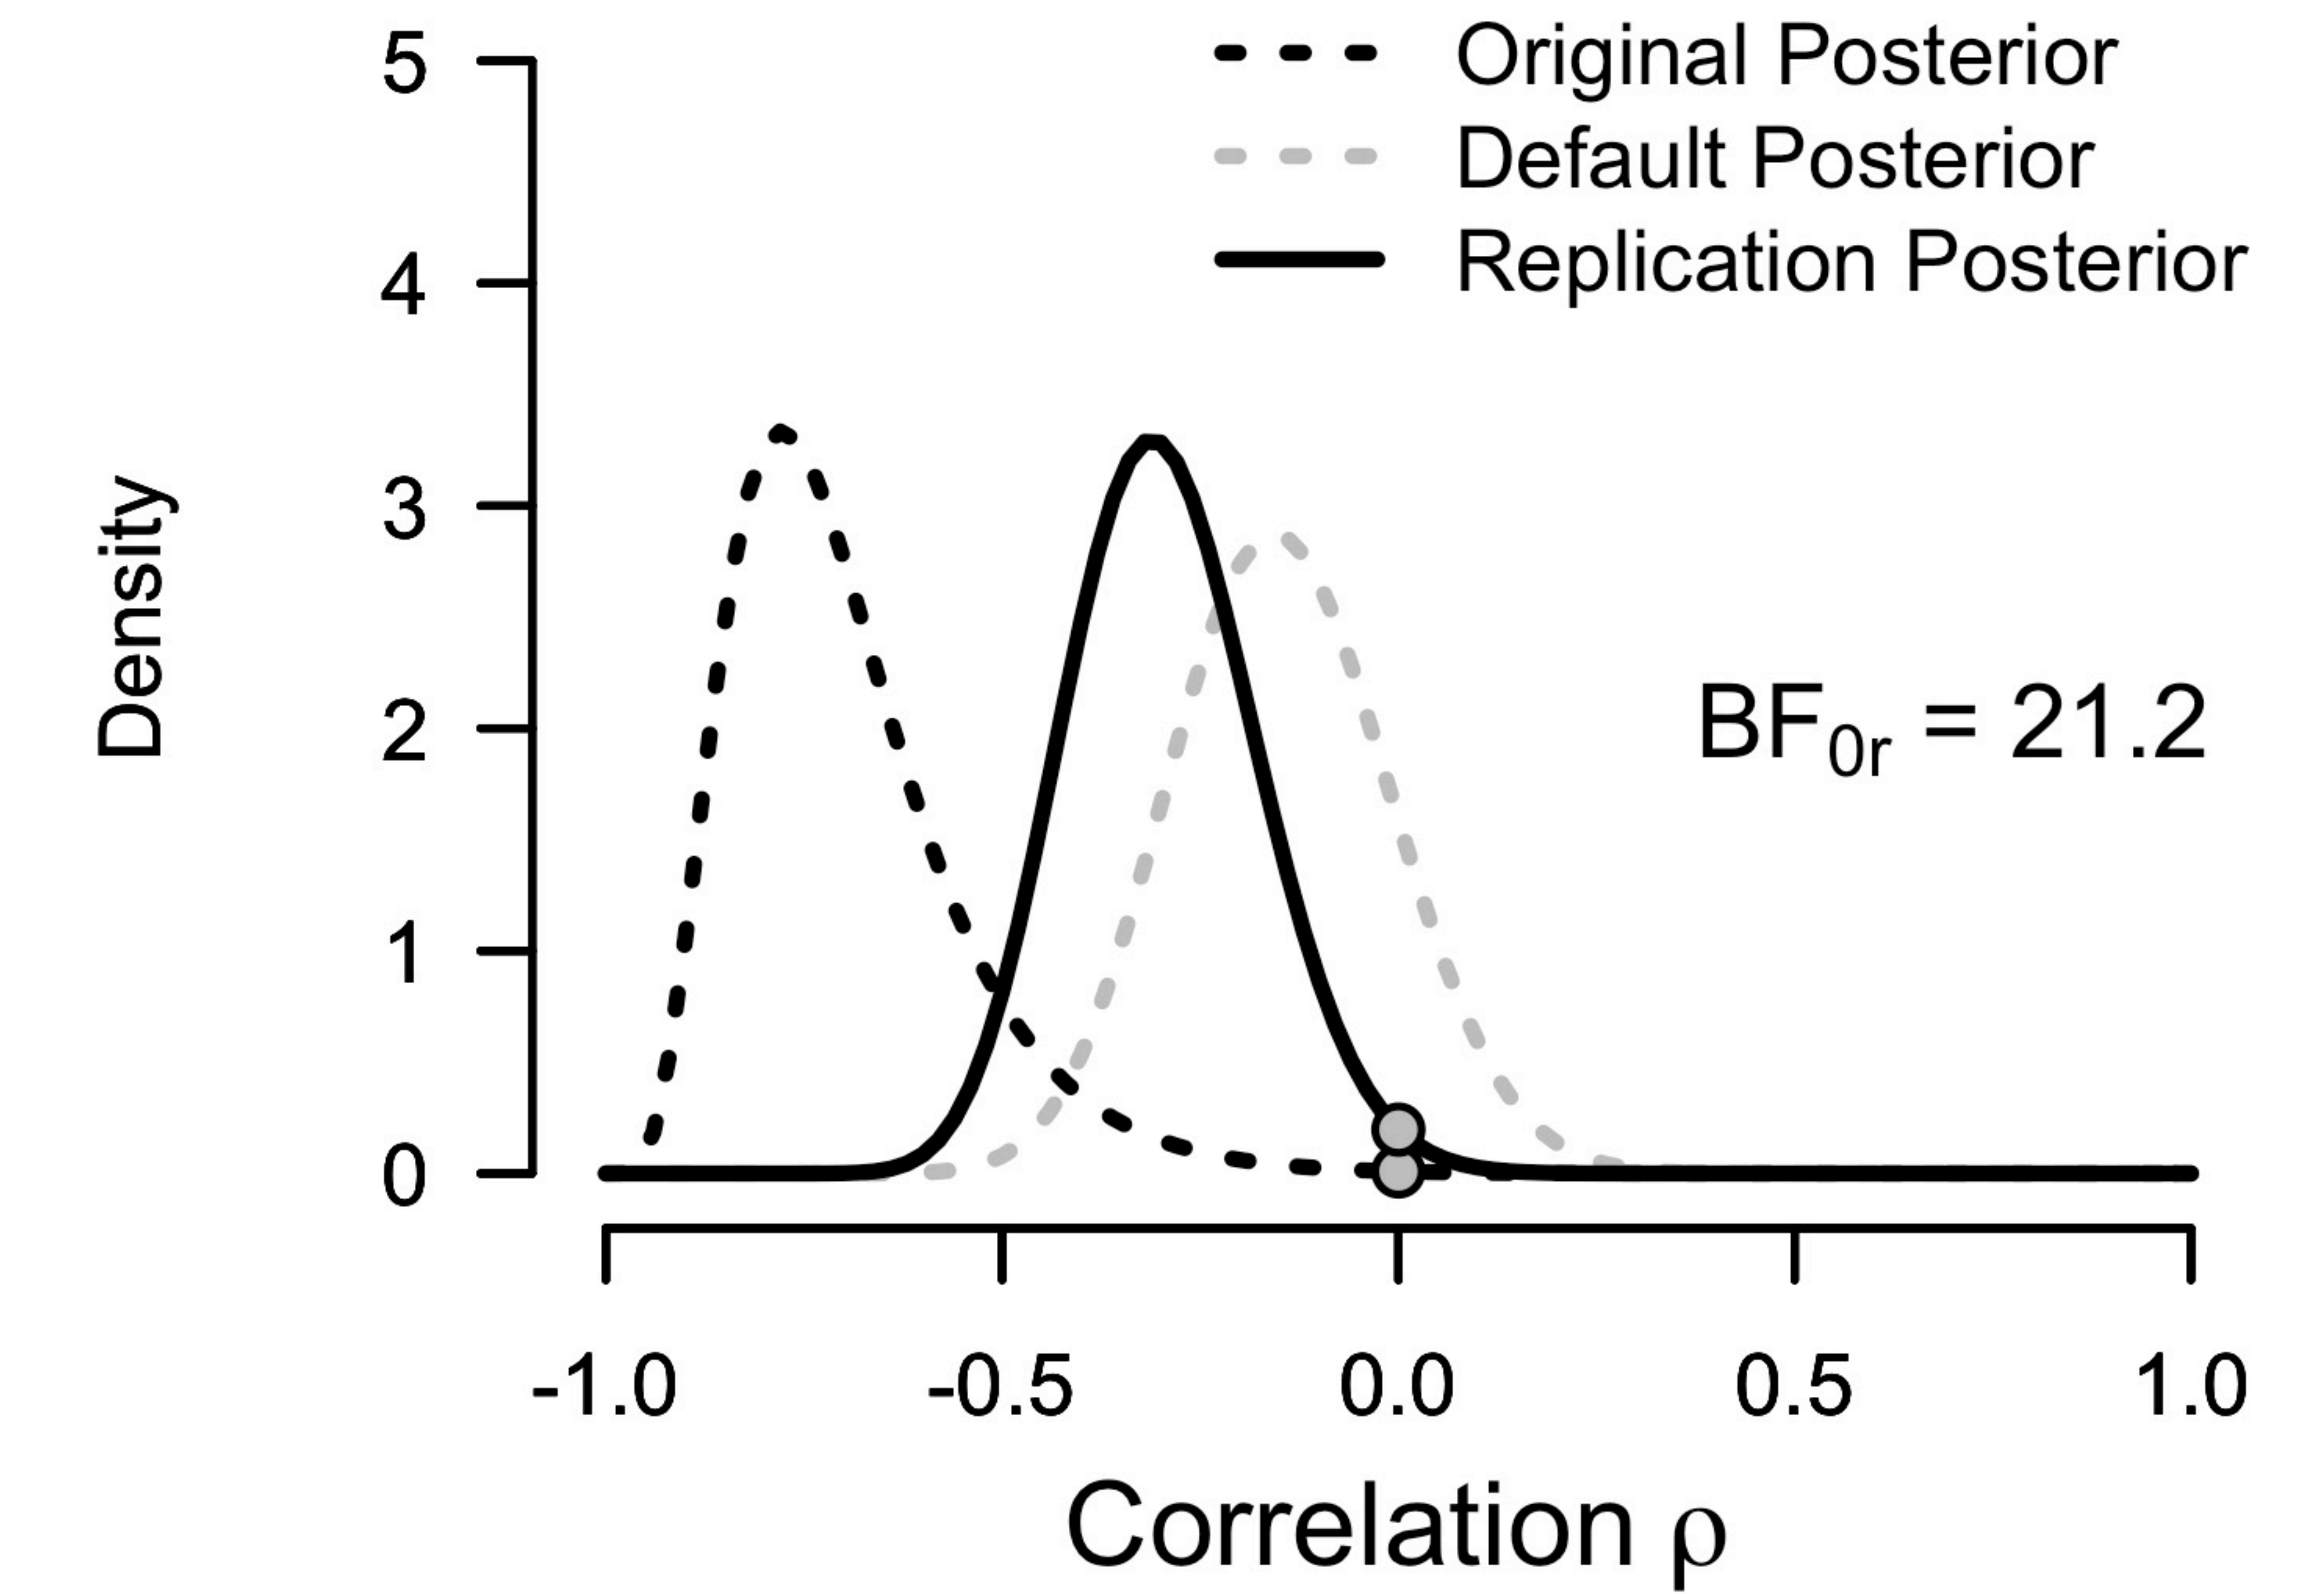 Original Posterior
Default Posterior
Replication Posterior
Density
5
4
3
2
1
0
BF0r = 21.2
-1.0 -0.5 0.0 0.5 1.0
Correlation ρ